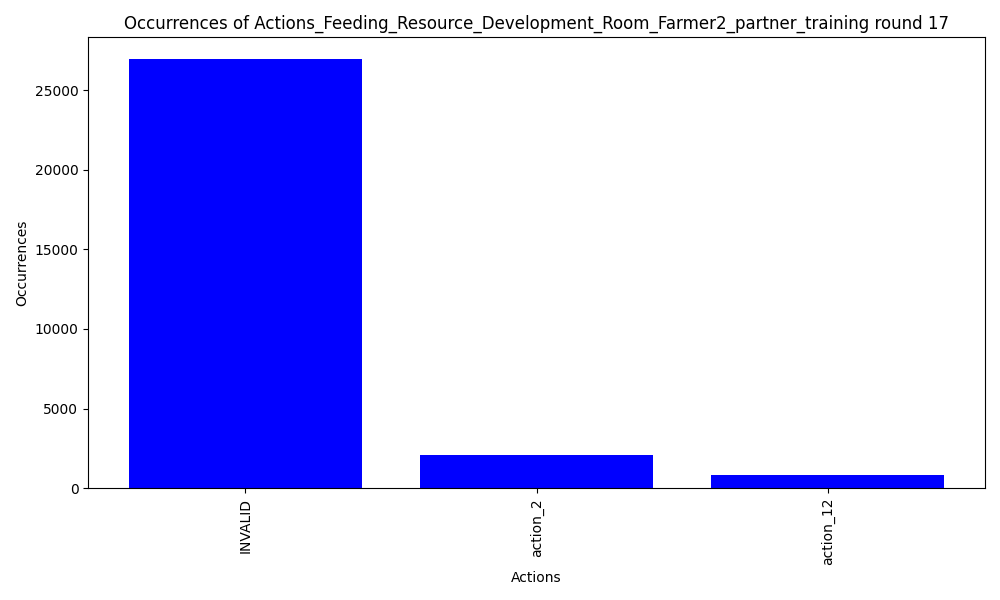 Occurrences of Actions_Feeding_Resource_Development_Room_Farmer2_partner_training round 17
Occurrences
25000
20000
15000
10000
5000
0
INVALID
action_2
action_12
Actions